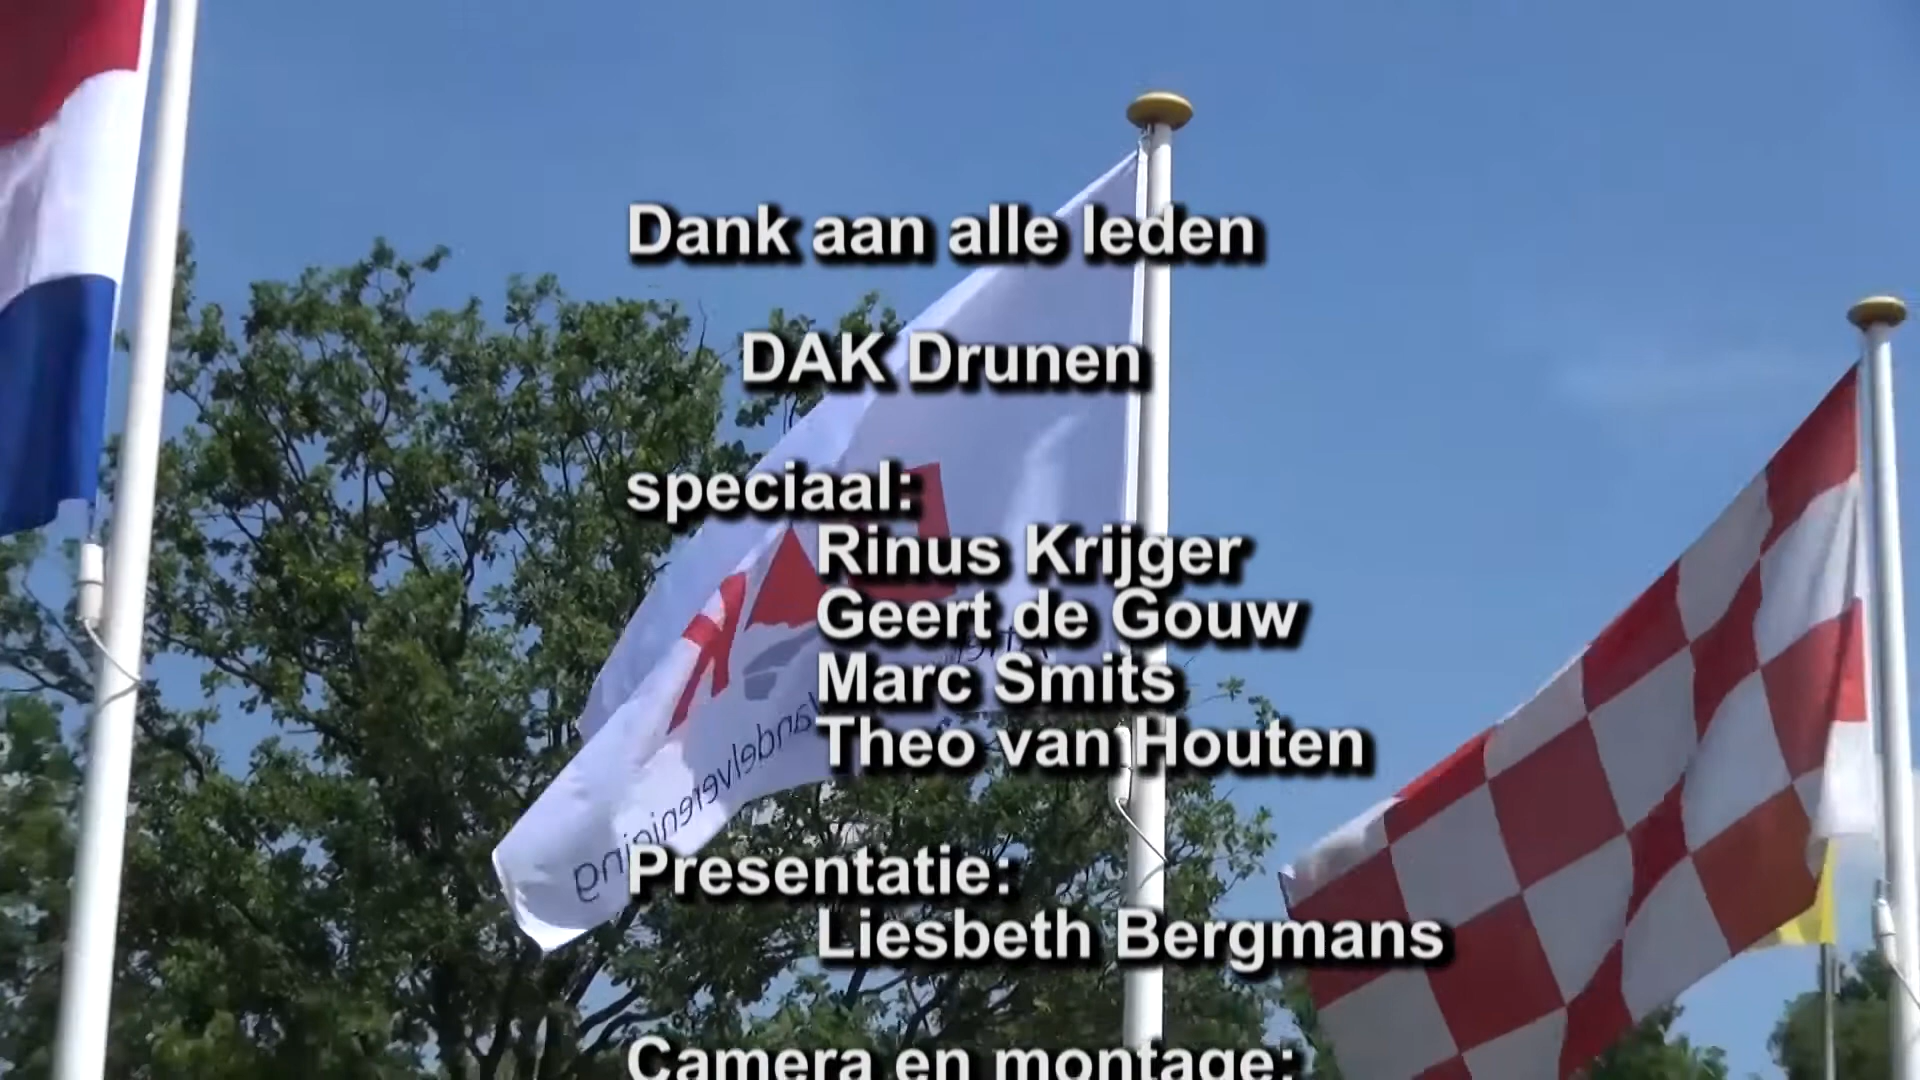 Dank aan alle leden
DAK Drunen
speciaal:
Rinus Krijger
Geert de Gouw
Marc Smits
Theo van Houten
wandelvereniging
Presentatie:
Liesbeth Bergmans
Camera en montage: